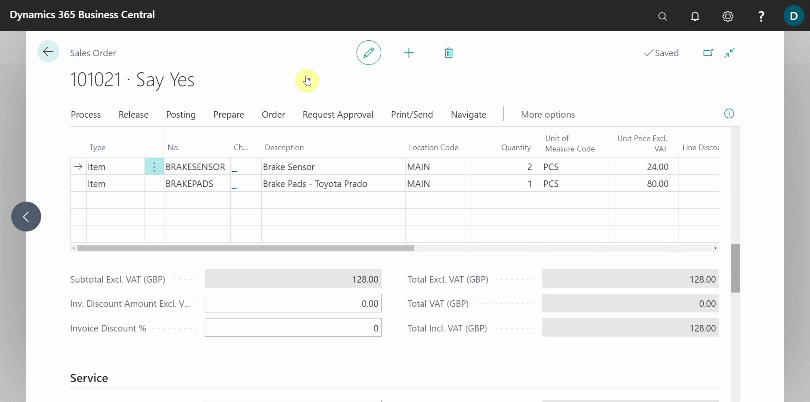 Dynamics 365 Business Central
?
D
Sales Order
Saved
101021 · Say Yes
Process Release Posting Prepare Order Request Approval Print/Send Navigate More options
Type No. Ch... Description Location Code Quantity Unit of Measure Code Unit Price Excl. VAT Line Discou
Item BRAKESENSOR _ Brake Sensor MAIN 2 PCS 24.00
Item BRAKEPADS _ Brake Pads - Toyota Prado MAIN 1 PCS 80.00
Subtotal Excl. VAT (GBP) 128.00 Total Excl. VAT (GBP) 128.00
Inv. Discount Amount Excl. V... 0.00 Total VAT (GBP) 0.00
Invoice Discount % 0 Total Incl. VAT (GBP) 128.00
Service